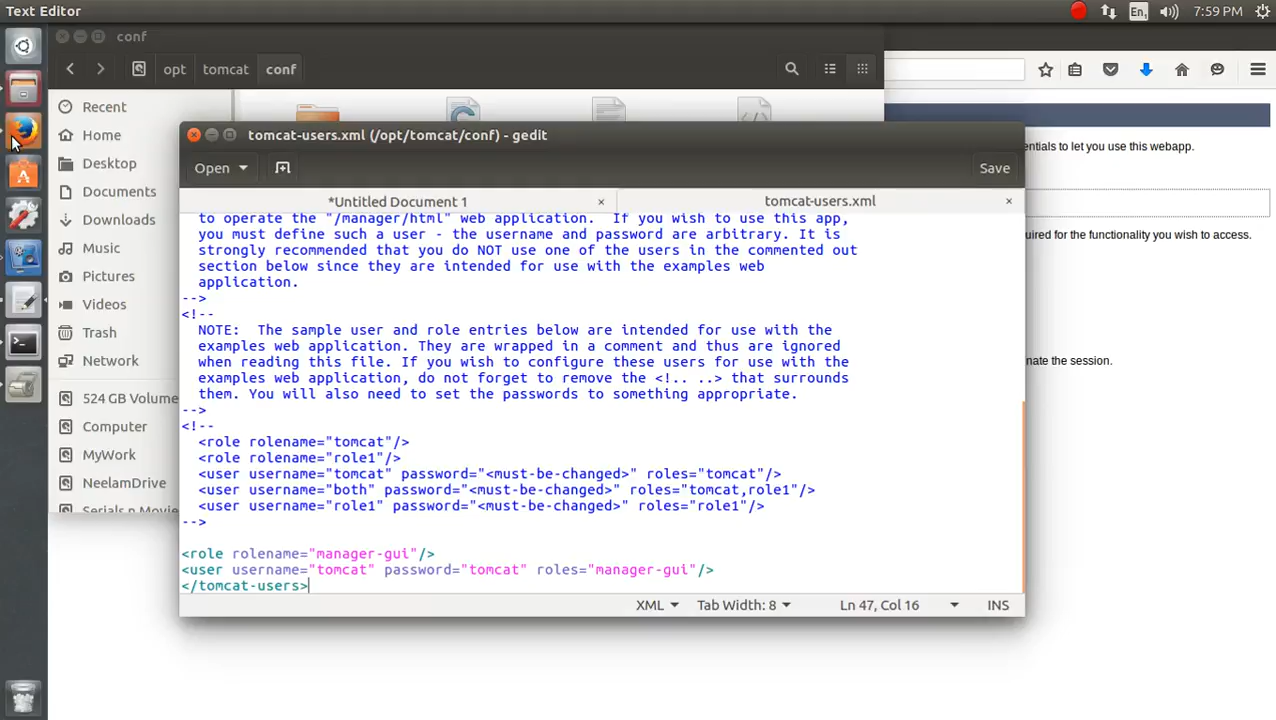 Text Editor
En
7:59 PM
conf
opt
tomcat
conf
Recent
Home
Desktop
Documents
Downloads
Music
Pictures
Videos
Trash
Network
524 GB Volume
Computer
MyWork
NeelamDrive
Serials n Movie
tomcat-users.xml (/opt/tomcat/conf) - gedit
Open
Save
*Untitled Document 1
tomcat-users.xml
to operate the "/manager/html" web application.  If you wish to use this app,
you must define such a user - the username and password are arbitrary. It is
strongly recommended that you do NOT use one of the users in the commented out
section below since they are intended for use with the examples web
application.
-->
<!--
NOTE:  The sample user and role entries below are intended for use with the
examples web application. They are wrapped in a comment and thus are ignored
when reading this file. If you wish to configure these users for use with the
examples web application, do not forget to remove the <!.. ..> that surrounds
them. You will also need to set the passwords to something appropriate.
-->
<!--
<role rolename="tomcat"/>
<role rolename="role1"/>
<user username="tomcat" password="<must-be-changed>" roles="tomcat"/>
<user username="both" password="<must-be-changed>" roles="tomcat,role1"/>
<user username="role1" password="<must-be-changed>" roles="role1"/>
-->
<role rolename="manager-gui"/>
<user username="tomcat" password="tomcat" roles="manager-gui"/>
</tomcat-users>
XML
Tab Width: 8
Ln 47, Col 16
INS
entials to let you use this webapp.
uired for the functionality you wish to access.
nate the session.